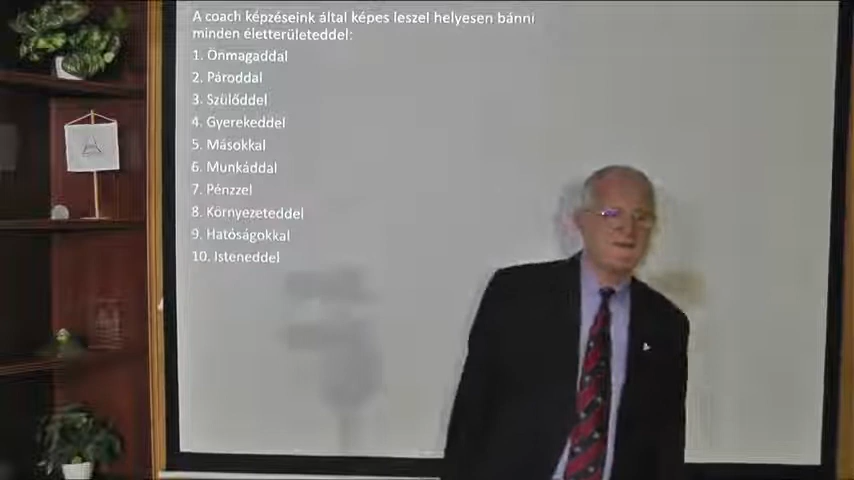 A coach képzéseink által képes leszel helyesen bánni
minden életterületeddel:
1. Önmagaddal
2. Pároddal
3. Szülőddel
4. Gyerekeddel
5. Másokkal
6. Munkáddal
7. Pénzzel
8. Környezeteddel
9. Hatóságokkal
10. Isteneddel